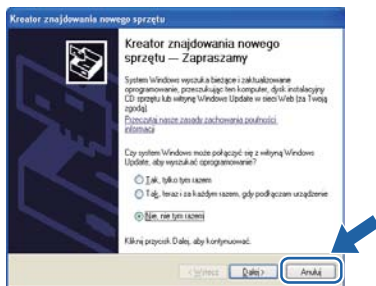 Kreator znajdowania nowego sprzętu
Kreator znajdowania nowego
sprzętu — Zapraszamy
System Windows wyszuka bieżące i zaktualizowane
oprogramowanie, przeszukując ten komputer, dysk instalacyjny
CD sprzętu lub witrynę Windows Update w sieci Web (za Twoją
zgodą).
Przeczytaj nasze zasady zachowania poufności
informacji
Czy system Windows może połączyć się z witryną Windows
Update, aby wyszukać oprogramowanie?
Tak, tylko tym razem
Tak, teraz i za każdym razem, gdy podłączam urządzenie
Nie, nie tym razem
Kliknij przycisk Dalej, aby kontynuować.
< Wstecz Dalej > Anuluj